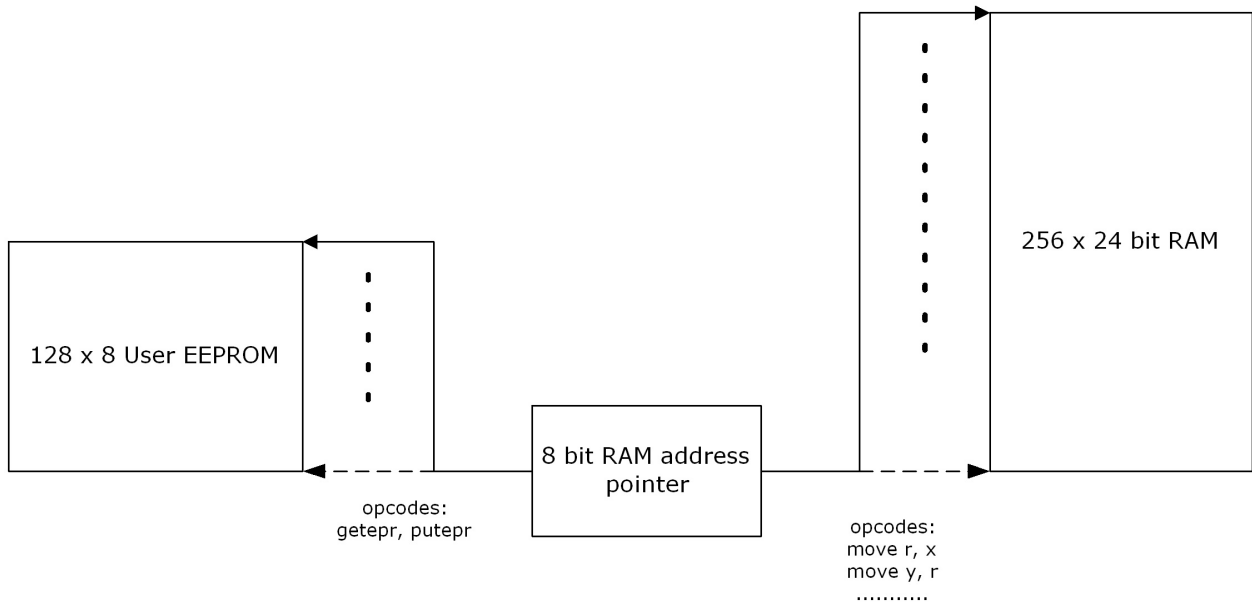 256 x 24 bit RAM
128 x 8 User EEPROM
8 bit RAM address
pointer
opcodes:
getepr, putepr
opcodes:
move r, x
move y, r
...........